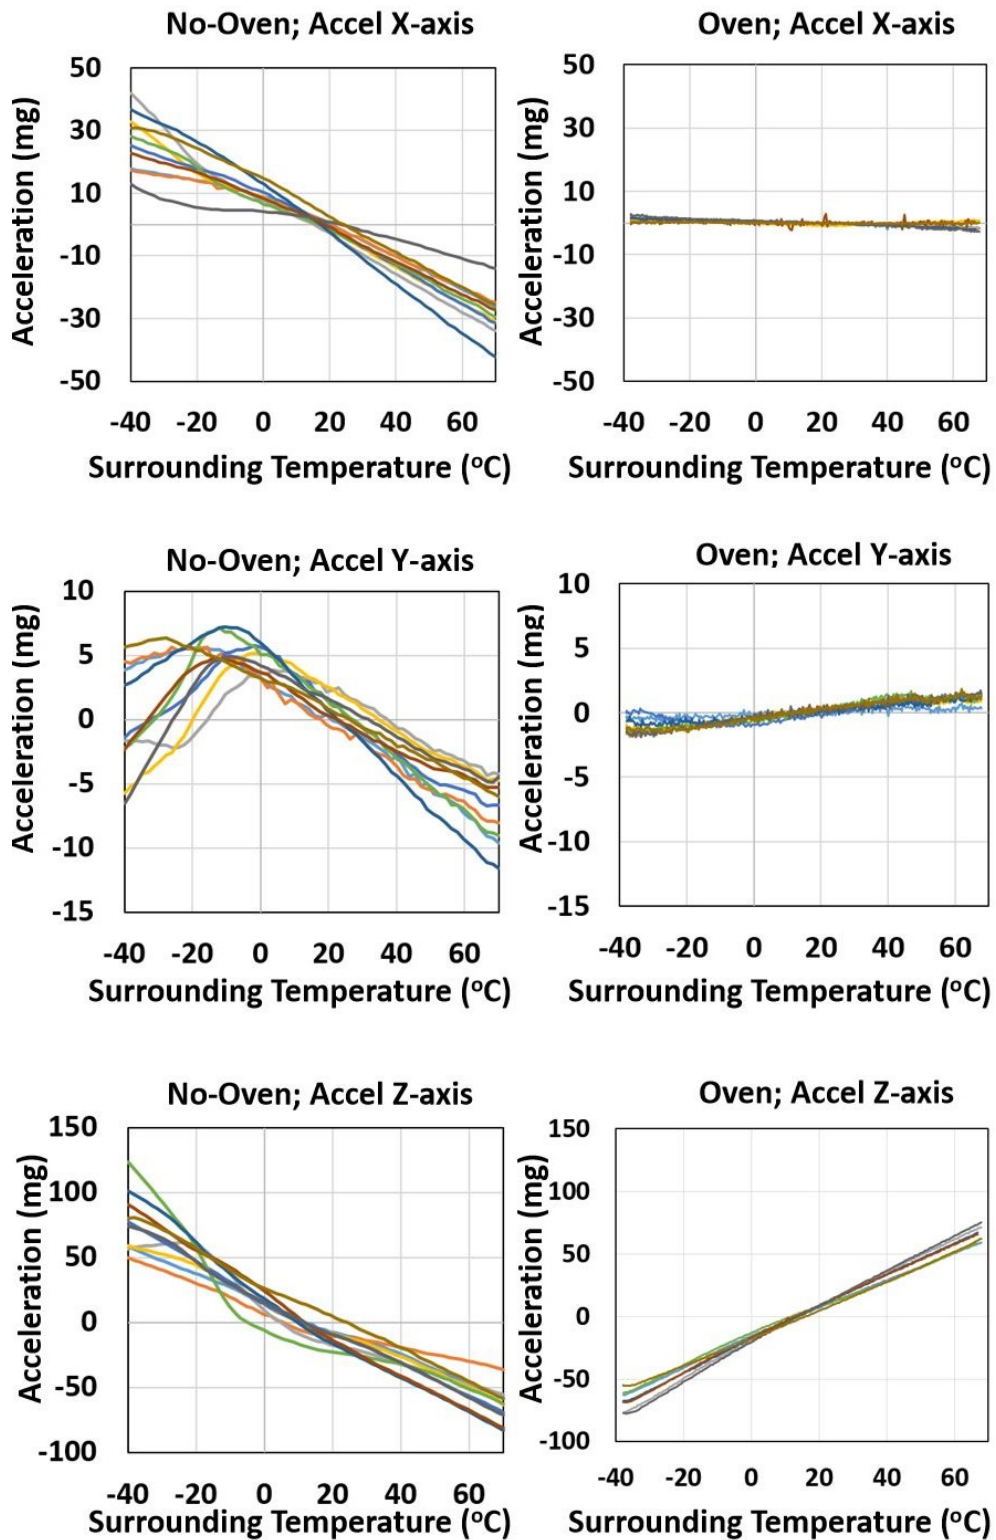 No-Oven; Accel X-axis
Acceleration (mg)
50
30
10
-10
-30
-50
-40 -20 0 20 40 60
Surrounding Temperature (ºC)
Oven; Accel X-axis
Acceleration (mg)
50
30
10
-10
-30
-50
-40 -20 0 20 40 60
Surrounding Temperature (ºC)
No-Oven; Accel Y-axis
Acceleration (mg)
10
5
0
-5
-10
-15
-40 -20 0 20 40 60
Surrounding Temperature (ºC)
Oven; Accel Y-axis
Acceleration (mg)
10
5
0
-5
-10
-15
-40 -20 0 20 40 60
Surrounding Temperature (ºC)
No-Oven; Accel Z-axis
Acceleration (mg)
150
100
50
0
-50
-100
-40 -20 0 20 40 60
Surrounding Temperature (ºC)
Oven; Accel Z-axis
Acceleration (mg)
150
100
50
0
-50
-100
-40 -20 0 20 40 60
Surrounding Temperature (ºC)